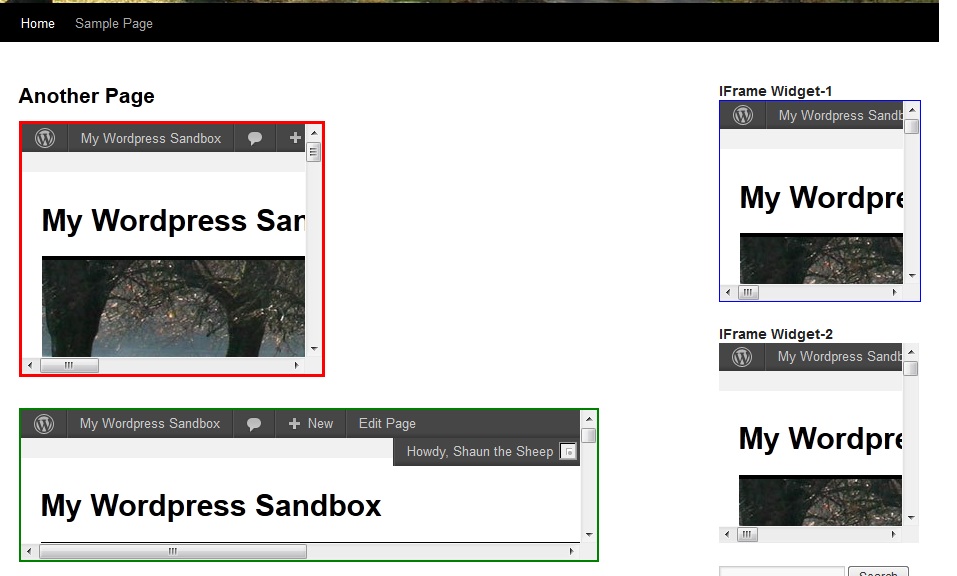 Home Sample Page
Another Page
My Wordpress Sandbox
My Wordpress San
My Wordpress Sandbox New Edit Page
Howdy, Shaun the Sheep
My Wordpress Sandbox
IFrame Widget-1
My Wordpress Sandb
My Wordpre
IFrame Widget-2
My Wordpress Sandb
My Wordpre
Search